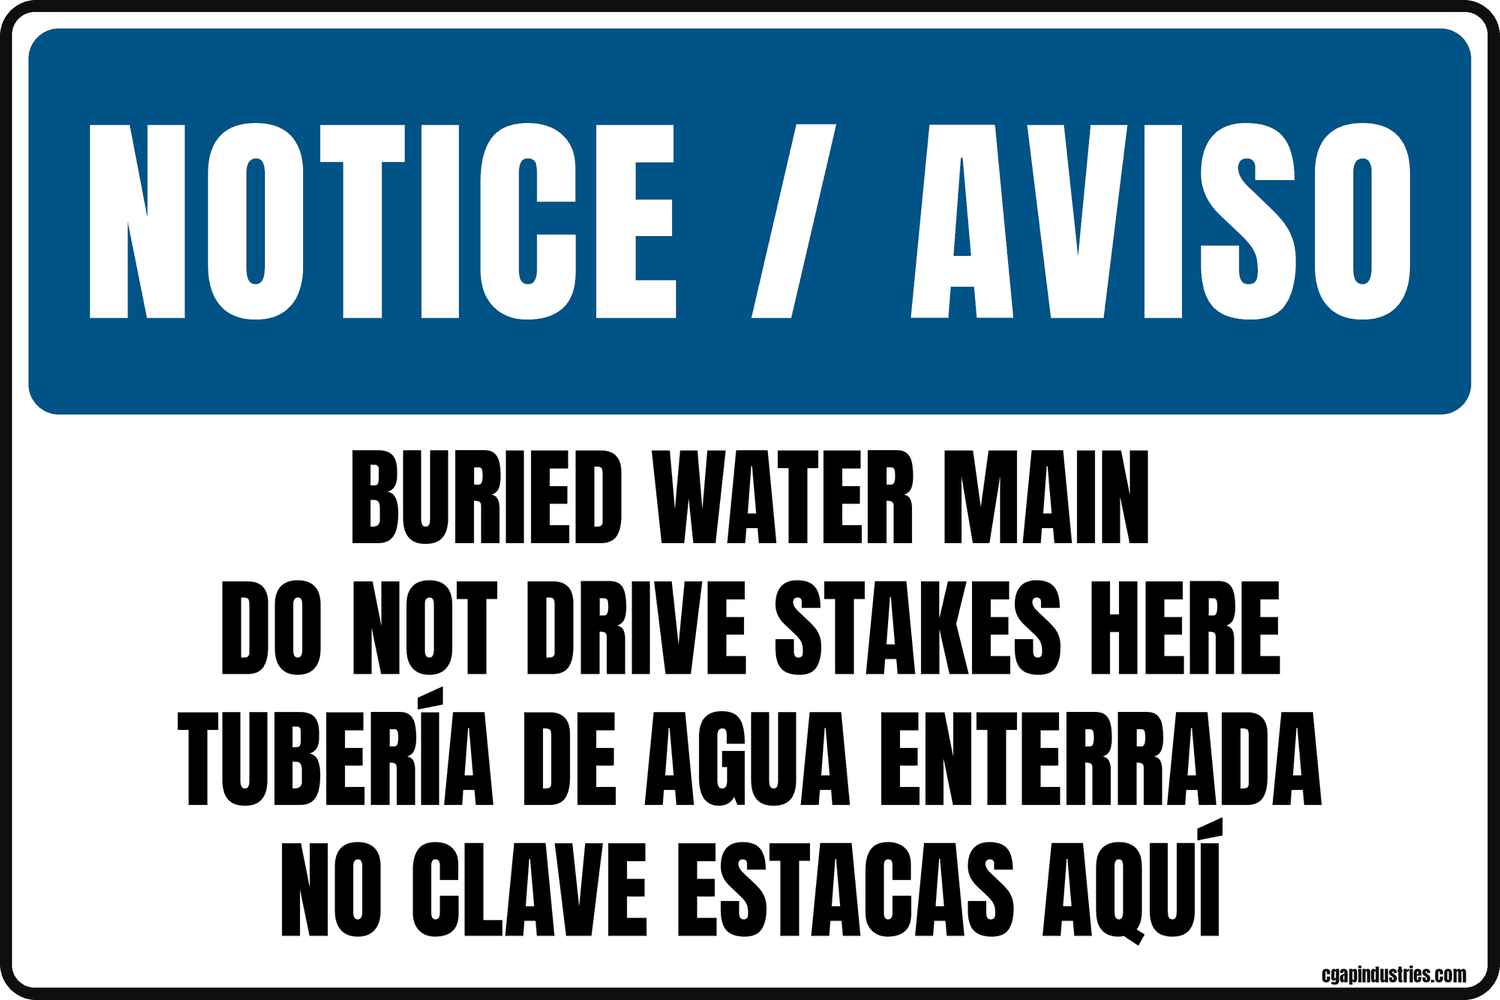 NOTICE / AVISO
BURIED WATER MAIN
DO NOT DRIVE STAKES HERE
TUBERÍA DE AGUA ENTERRADA
NO CLAVE ESTACAS AQUÍ
cgapindustries.com